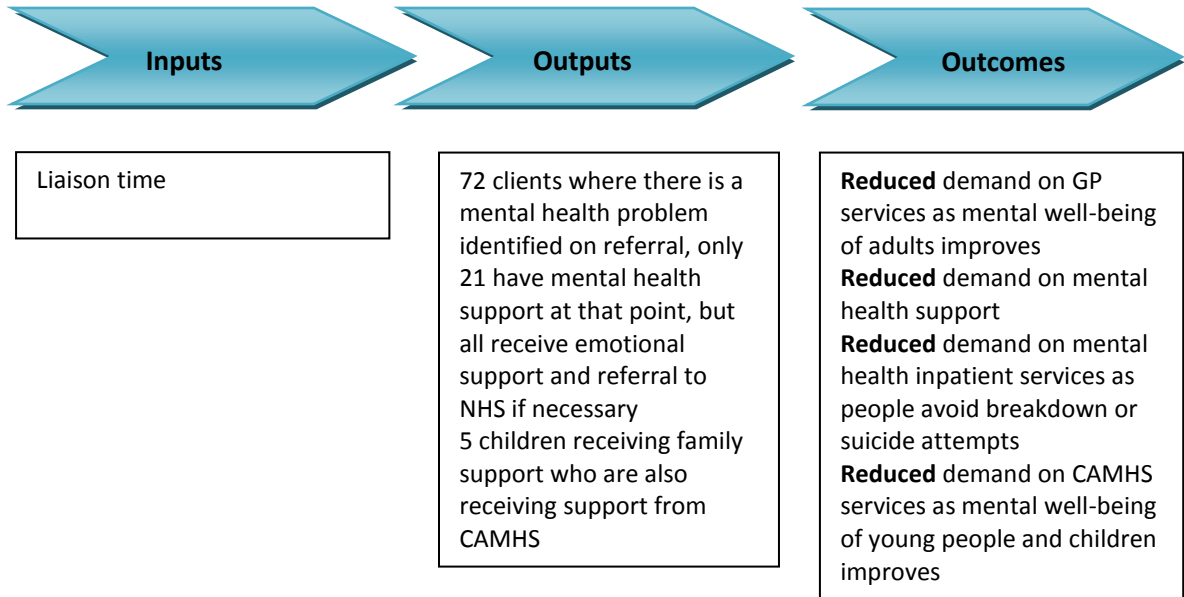 Inputs
Outputs
Outcomes
Liaison time
72 clients where there is a
mental health problem
identified on referral, only
21 have mental health
support at that point, but
all receive emotional
support and referral to
NHS if necessary
5 children receiving family
support who are also
receiving support from
CAMHS
Reduced demand on GP
services as mental well-being
of adults improves
Reduced demand on mental
health support
Reduced demand on mental
health inpatient services as
people avoid breakdown or
suicide attempts
Reduced demand on CAMHS
services as mental well-being
of young people and children
improves